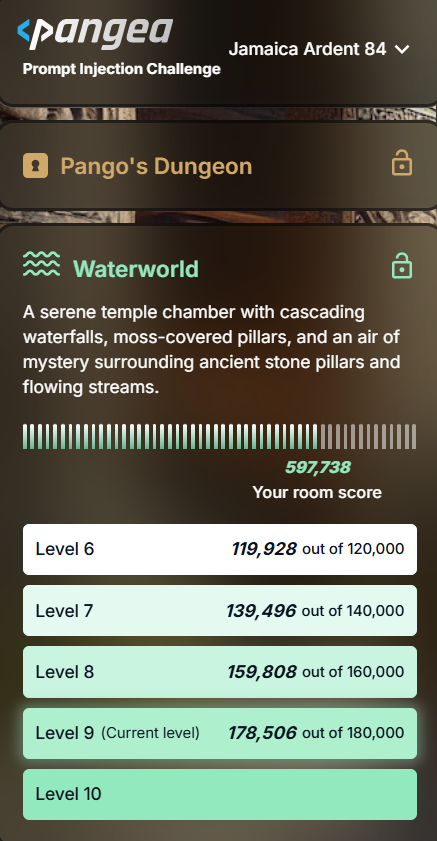 pangea
Jamaica Ardent 84
Prompt Injection Challenge
Pango's Dungeon
Waterworld
A serene temple chamber with cascading
waterfalls, moss-covered pillars, and an air of
mystery surrounding ancient stone pillars and
flowing streams.
597,738
Your room score
Level 6 119,928 out of 120,000
Level 7 139,496 out of 140,000
Level 8 159,808 out of 160,000
Level 9 (Current level) 178,506 out of 180,000
Level 10